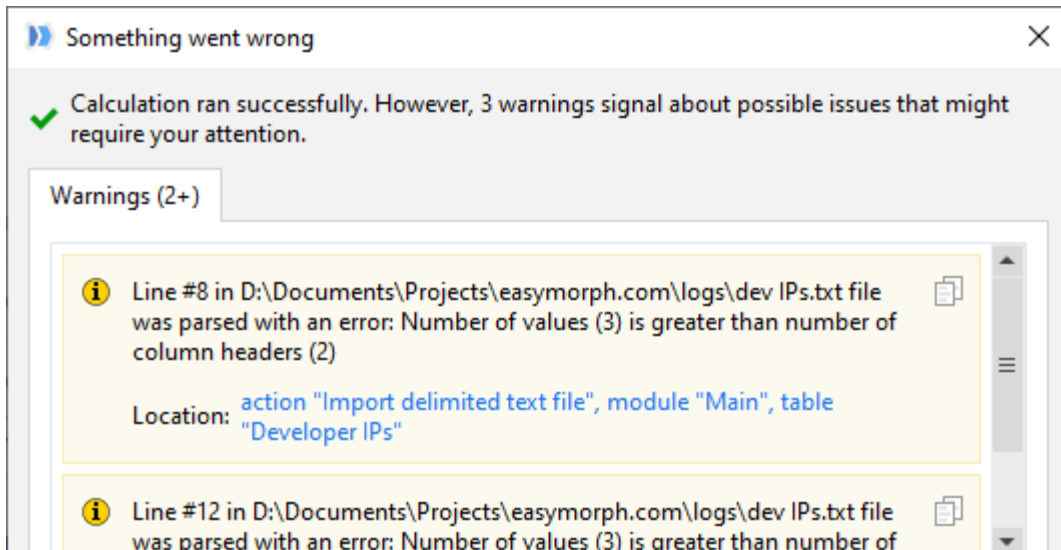 Something went wrong
Calculation ran successfully. However, 3 warnings signal about possible issues that might
require your attention.
Warnings (2+)
Line #8 in D:\Documents\Projects\easymorph.com\logs\dev IPs.txt file
was parsed with an error: Number of values (3) is greater than number of
column headers (2)
Location: action "Import delimited text file", module "Main", table
"Developer IPs"
Line #12 in D:\Documents\Projects\easymorph.com\logs\dev IPs.txt file
was parsed with an error: Number of values (3) is greater than number of